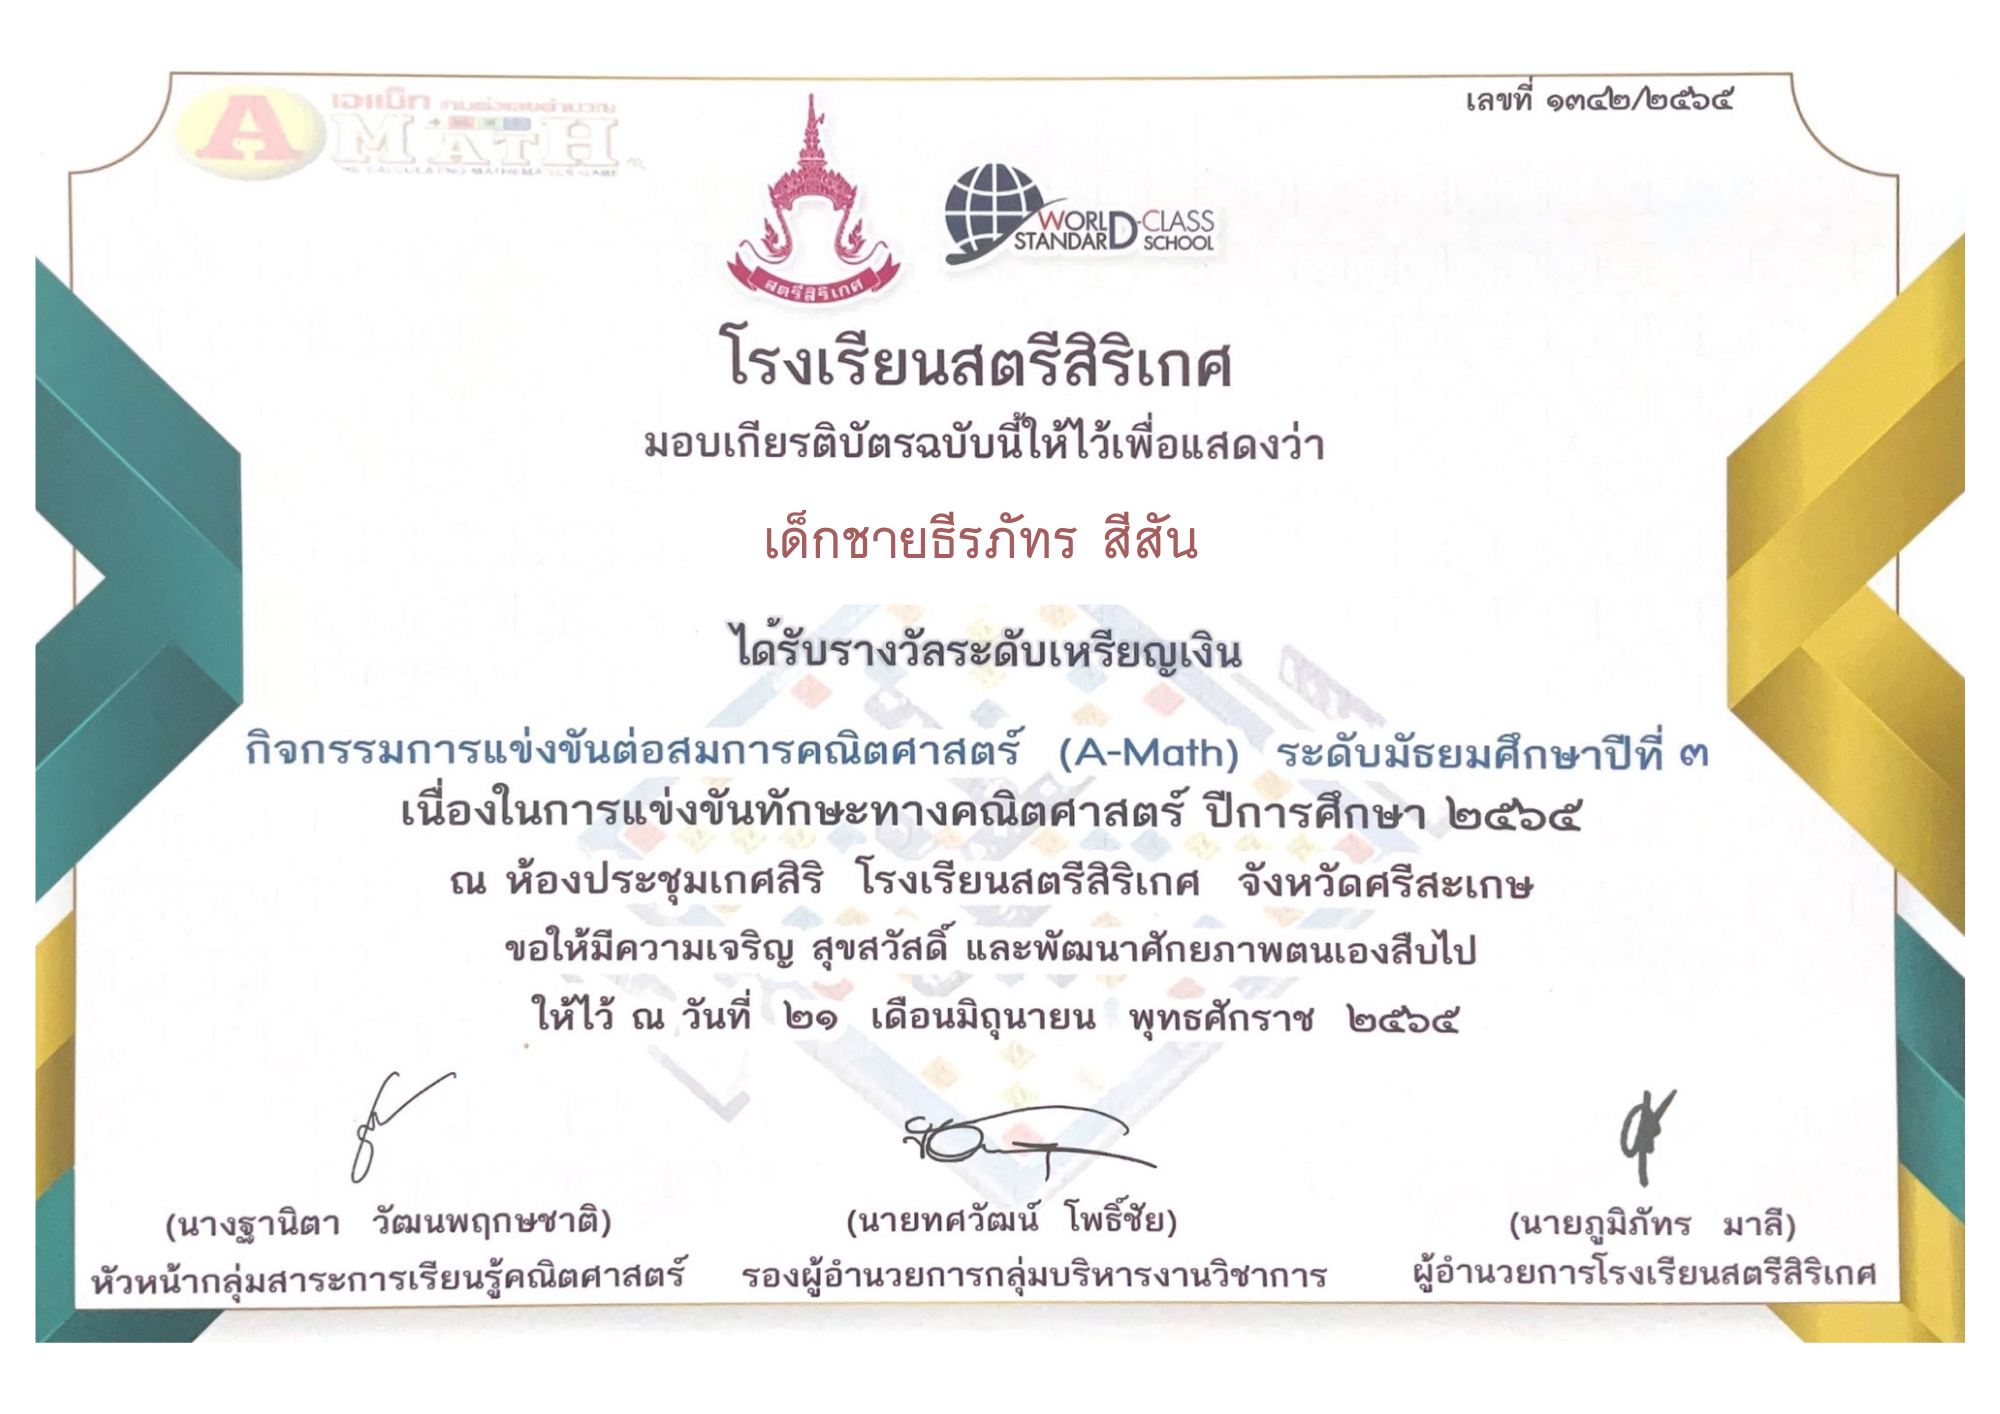 เอแม็ท เกมต่อเลขคำนวณ
A MATH
THE CALCULATING MATHEMATICS GAME
เลขที่ ๑๓๔๒/๒๕๖๕
สตรีสิริเกศ
WORLD-CLASS
STANDARD SCHOOL
โรงเรียนสตรีสิริเกศ
มอบเกียรติบัตรฉบับนี้ให้ไว้เพื่อแสดงว่า
เด็กชายธีรภัทร สีสัน
ได้รับรางวัลระดับเหรียญเงิน
กิจกรรมการแข่งขันต่อสมการคณิตศาสตร์ (A-Math) ระดับมัธยมศึกษาปีที่ ๓
เนื่องในการแข่งขันทักษะทางคณิตศาสตร์ ปีการศึกษา ๒๕๖๕
ณ ห้องประชุมเกศสิริ โรงเรียนสตรีสิริเกศ จังหวัดศรีสะเกษ
ขอให้มีความเจริญ สุขสวัสดิ์ และพัฒนาศักยภาพตนเองสืบไป
ให้ไว้ ณ วันที่ ๒๑ เดือนมิถุนายน พุทธศักราช ๒๕๖๕
(นางฐานิตา วัฒนพฤกษชาติ) (นายทศวัฒน์ โพธิ์ชัย) (นายภูมิภัทร มาลี)
หัวหน้ากลุ่มสาระการเรียนรู้คณิตศาสตร์ รองผู้อำนวยการกลุ่มบริหารงานวิชาการ ผู้อำนวยการโรงเรียนสตรีสิริเกศ